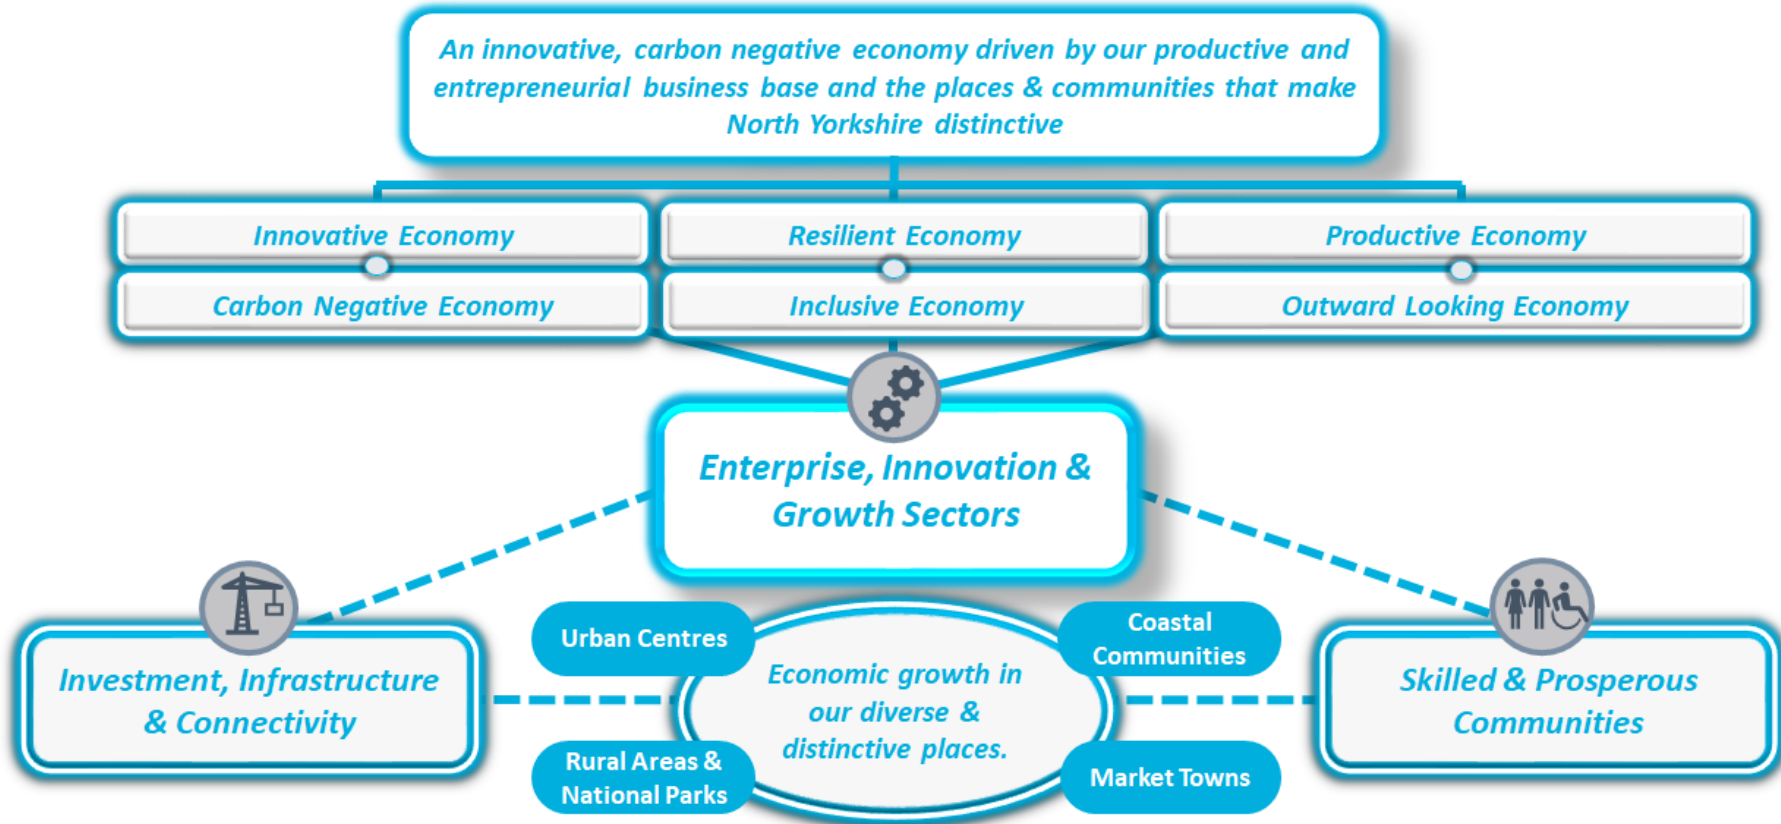 An innovative, carbon negative economy driven by our productive and
entrepreneurial business base and the places & communities that make
North Yorkshire distinctive
Innovative Economy
Resilient Economy
Productive Economy
Carbon Negative Economy
Inclusive Economy
Outward Looking Economy
Enterprise, Innovation &
Growth Sectors
Investment, Infrastructure
& Connectivity
Urban Centres
Rural Areas &
National Parks
Economic growth in
our diverse &
distinctive places.
Coastal
Communities
Market Towns
Skilled & Prosperous
Communities